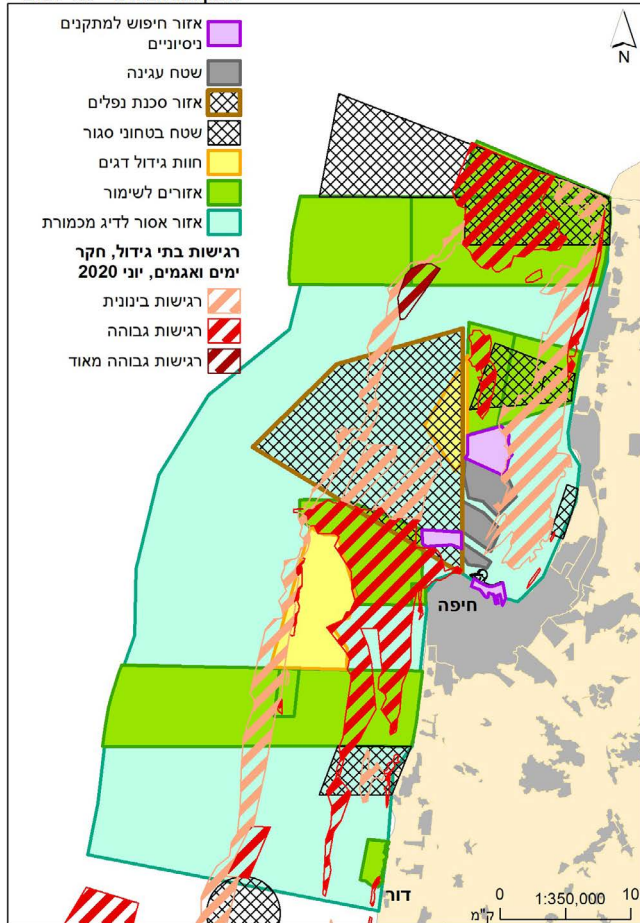 אזור חיפוש למתקנים
ניסיוניים
שטח עגינה
אזור סכנת נפלים
שטח בטחוני סגור
חוות גידול דגים
אזורים לשימור
אזור אסור לדיג מכמורת
רגישות בתי גידול, חקר
ימים ואגמים, יוני 2020
רגישות בינונית
רגישות גבוהה
רגישות גבוהה מאוד
N
חיפה
דור
0 1:350,000 10
ק"מ